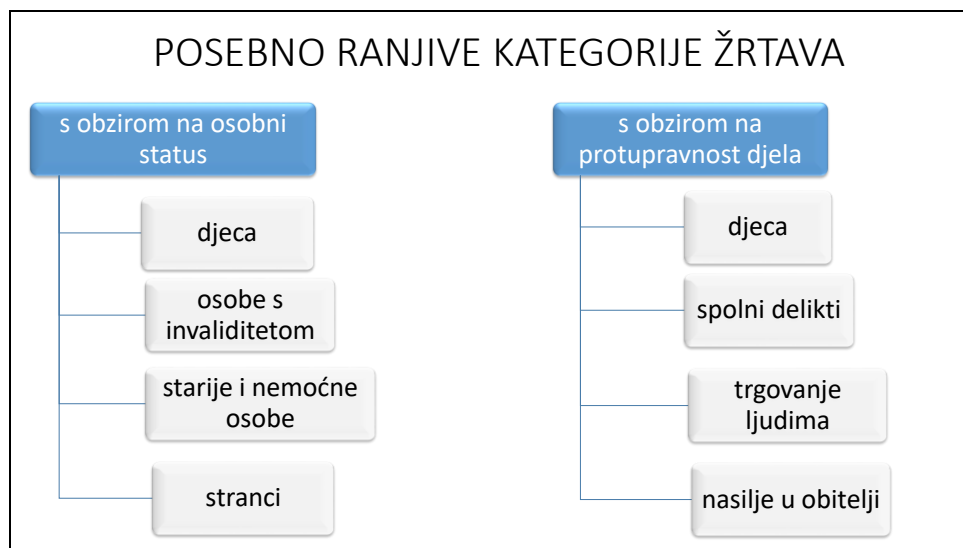 POSEBNO RANJIVE KATEGORIJE ŽRTAVA
s obzirom na osobni
status
djeca
osobe s
invaliditetom
starije i nemoćne
osobe
stranci
s obzirom na
protupravnost djela
djeca
spolni delikti
trgovanje
ljudima
nasilje u obitelji